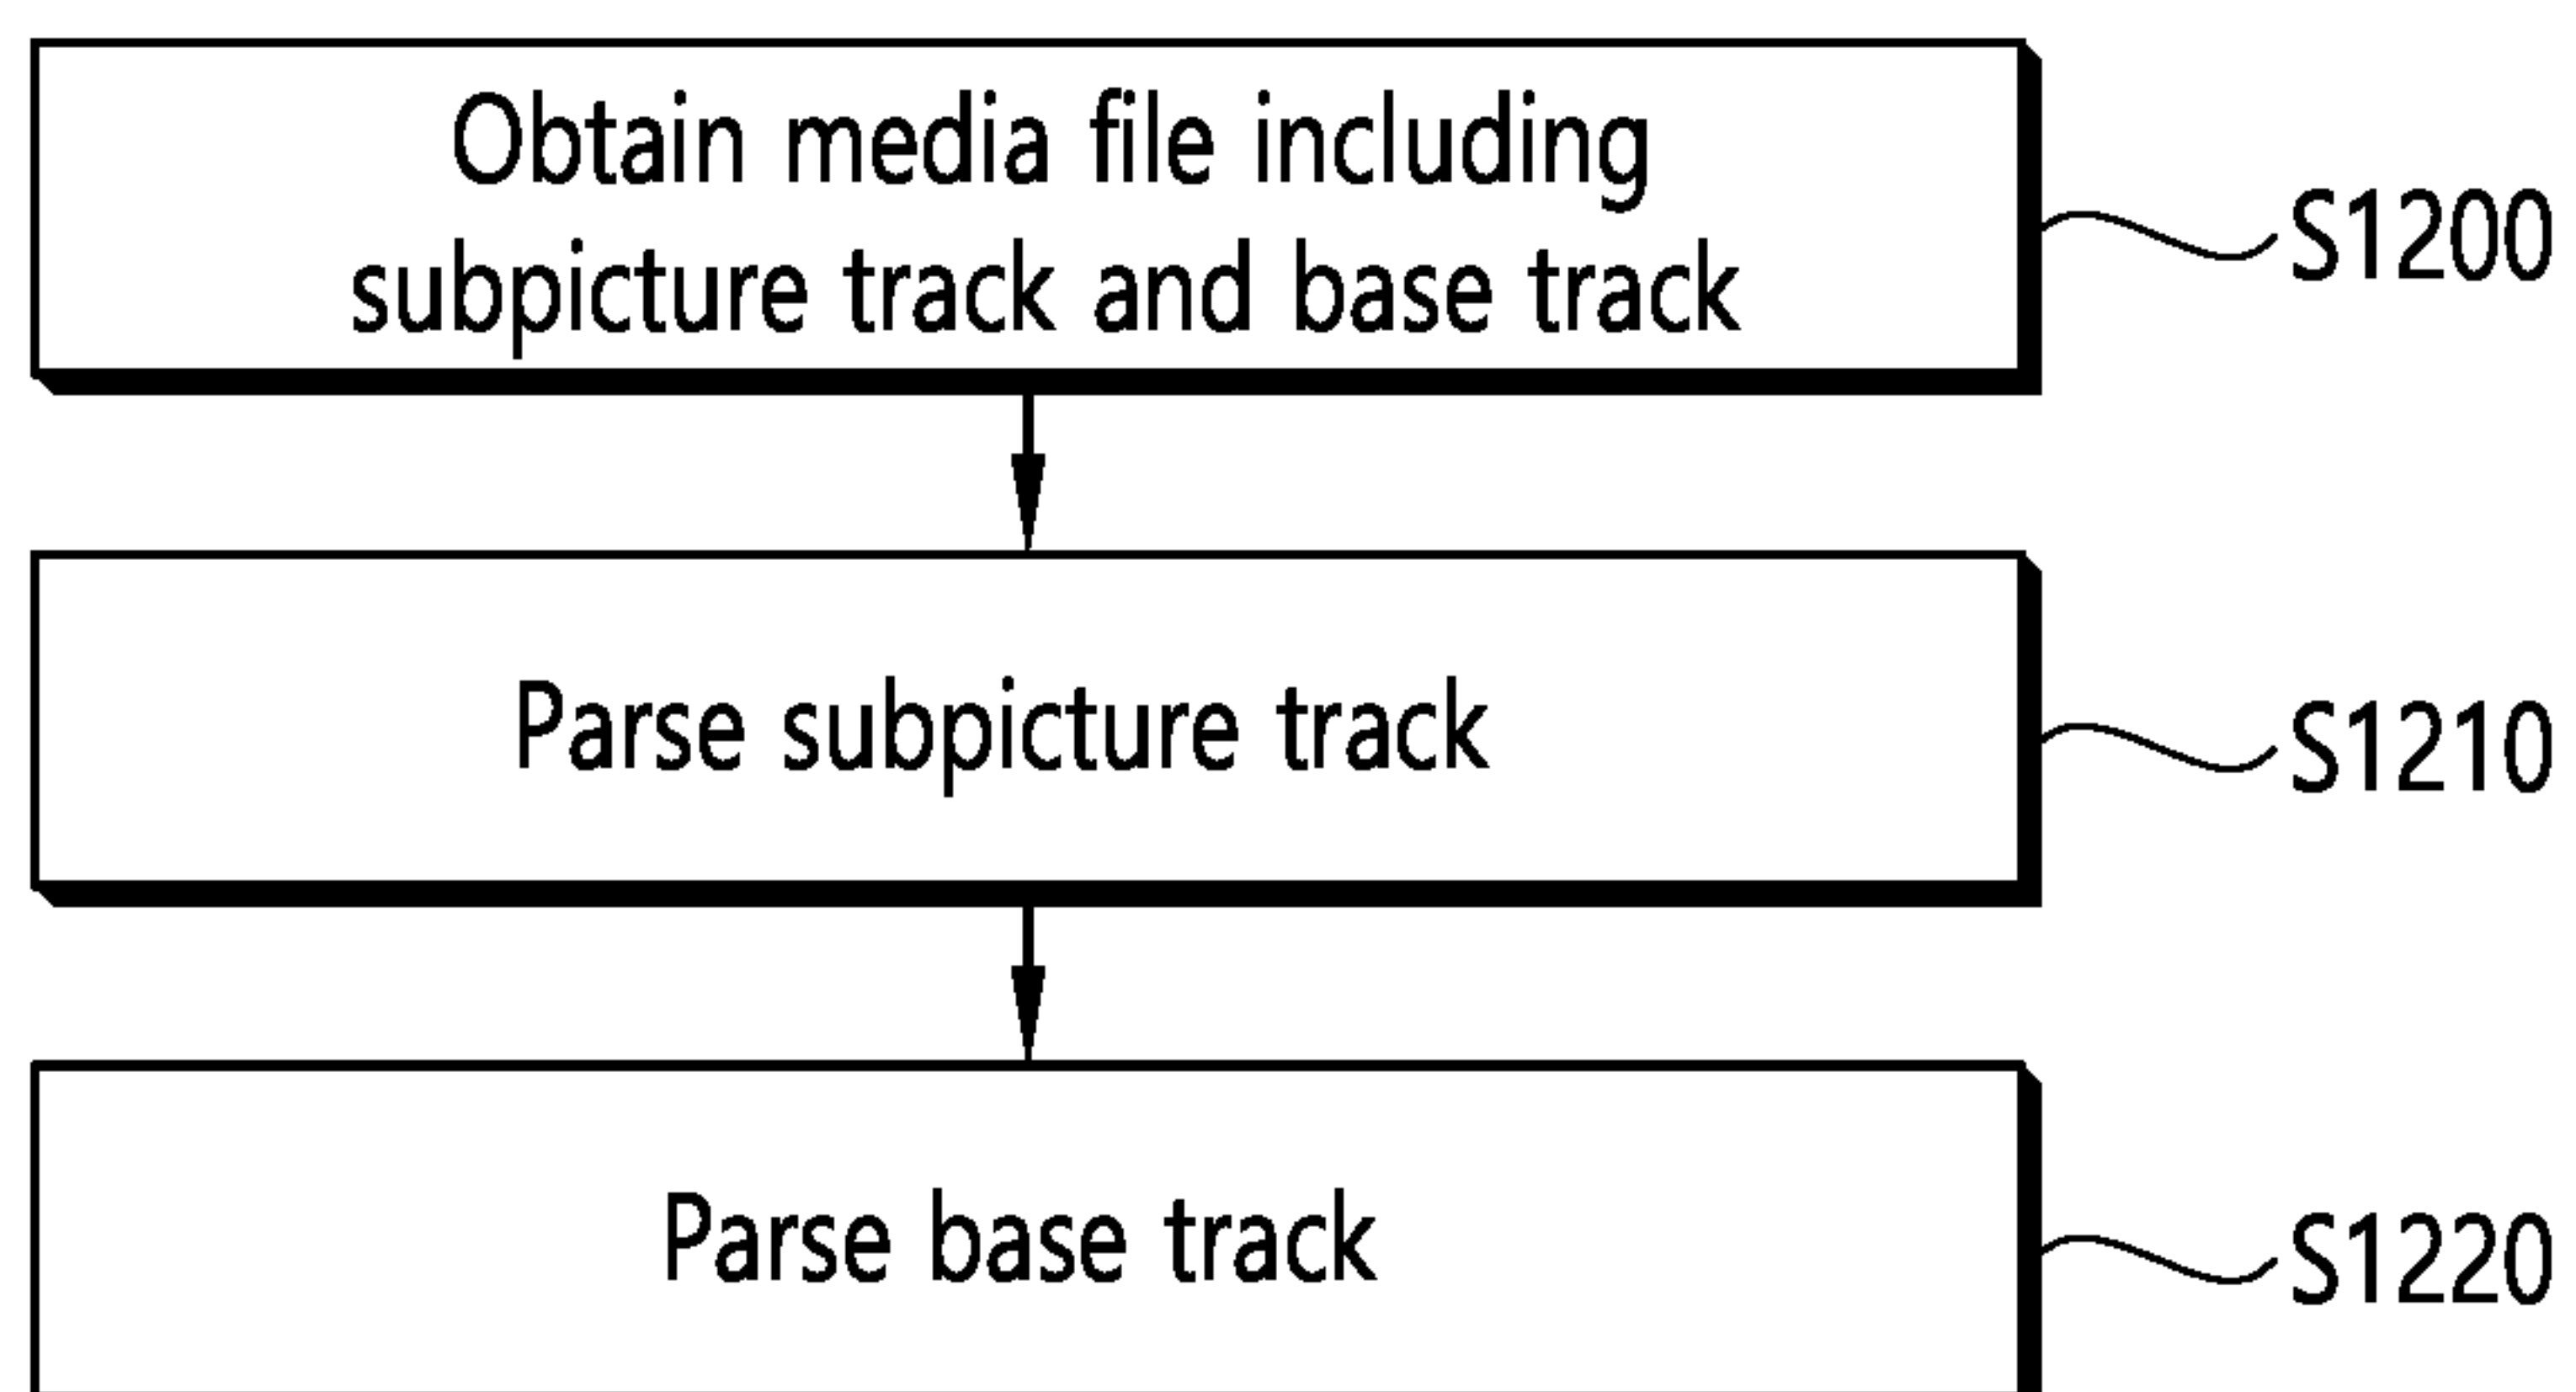 Obtain media file including
subpicture track and base track
S1200
Parse subpicture track
S1210
Parse base track
S1220